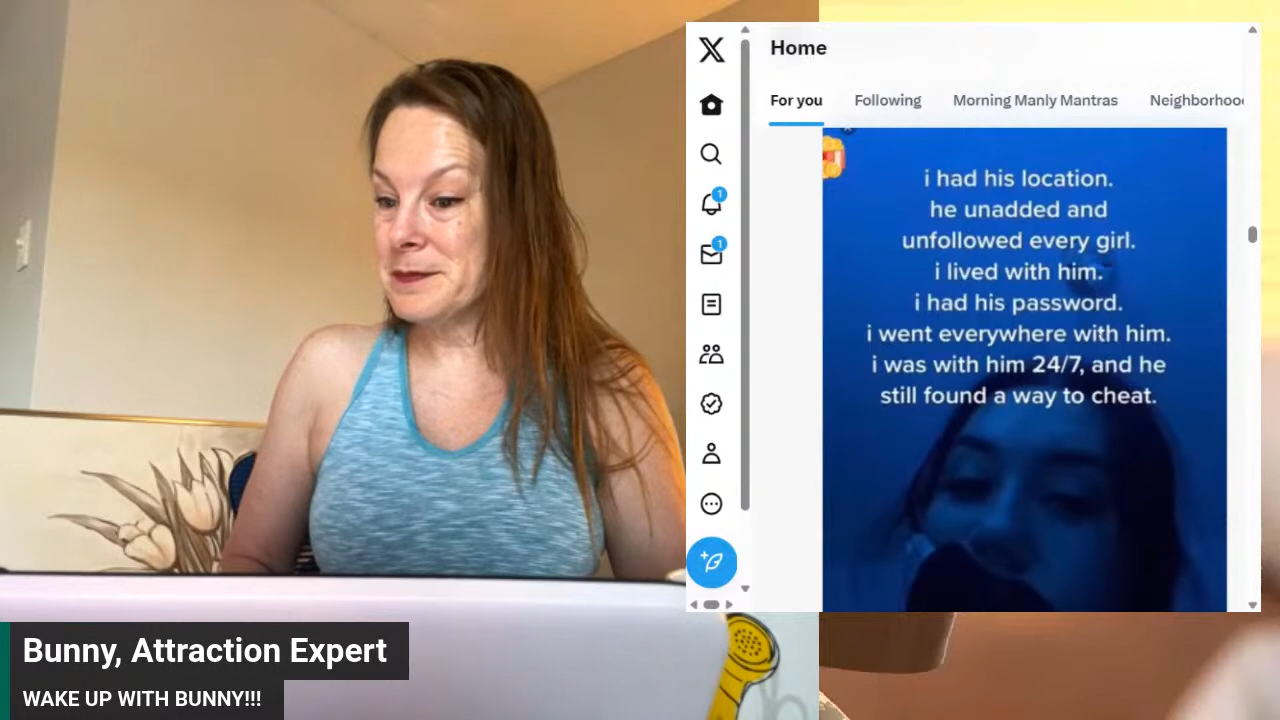 Home
For you Following Morning Manly Mantras
1
1
i had his location.
he unadded and
unfollowed every girl.
i lived with him.
i had his password.
i went everywhere with him.
i was with him 24/7, and he
still found a way to cheat.
Bunny, Attraction Expert
WAKE UP WITH BUNNY!!!